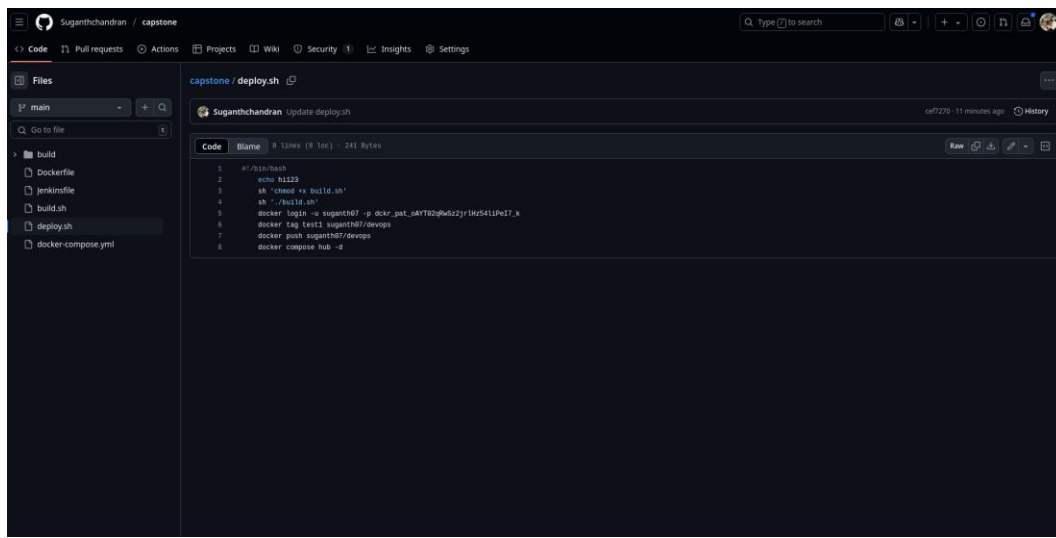 Suganthchandran / capstone
Type / to search
Code Pull requests Actions Projects Wiki Security 1 Insights Settings
Files
main
Go to file t
build
Dockerfile
Jenkinsfile
build.sh
deploy.sh
docker-compose.yml
capstone / deploy.sh
Suganthchandran Update deploy.sh
cef7270 · 11 minutes ago History
Code Blame 8 lines (8 loc) · 241 Bytes
Raw
1 #!/bin/bash
2 echo hi123
3 sh 'chmod +x build.sh'
4 sh './build.sh'
5 docker login -u suganth07 -p
6 docker tag test1 suganth07/devops
7 docker push suganth07/devops
8 docker compose hub -d